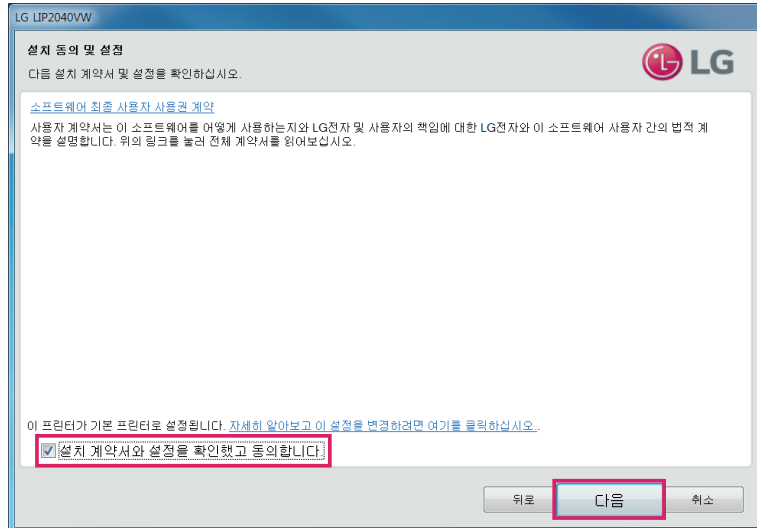 LG LIP2040VW
설치 동의 및 설정
다음 설치 계약서 및 설정을 확인하십시오.
LG
소프트웨어 최종 사용자 사용권 계약
사용자 계약서는 이 소프트웨어를 어떻게 사용하는지와 LG전자 및 사용자의 책임에 대한 LG전자와 이 소프트웨어 사용자 간의 법적 계
약을 설명합니다. 위의 링크를 눌러 전체 계약서를 읽어보십시오.
이 프린터가 기본 프린터로 설정됩니다. 자세히 알아보고 이 설정을 변경하려면 여기를 클릭하십시오..
설치 계약서와 설정을 확인했고 동의합니다.
뒤로 다음 취소